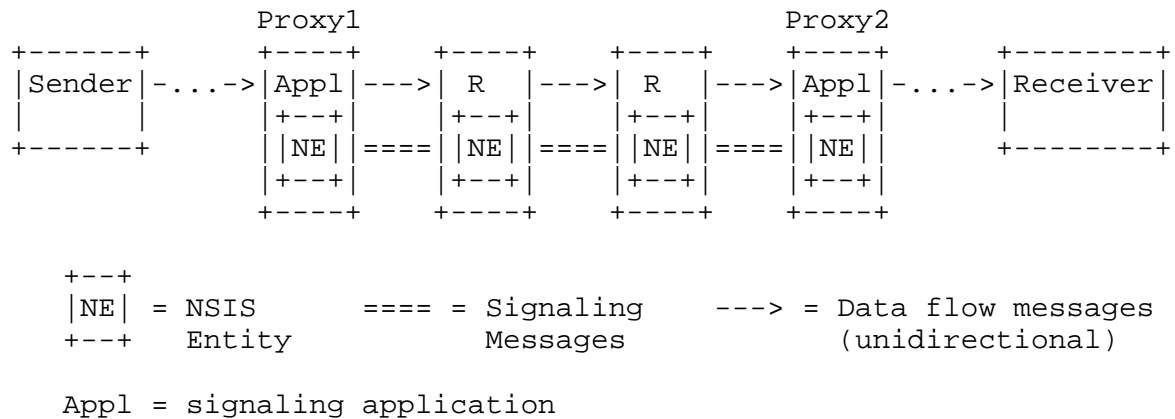 Proxy1                              Proxy2
+------+        +----+      +----+      +----+      +----+        +--------+
|Sender|-...->|Appl|--->| R |--->| R |--->|Appl|-...->|Receiver|
|      |        |+--+|      |+--+|      |+--+|      |+--+|        |        |
+------+        ||NE||====||NE||====||NE||====||NE||        +--------+
                |+--+|      |+--+|      |+--+|      |+--+|
                +----+      +----+      +----+      +----+
+--+
|NE| = NSIS      ==== = Signaling      ---> = Data flow messages
+--+   Entity            Messages              (unidirectional)
Appl = signaling application